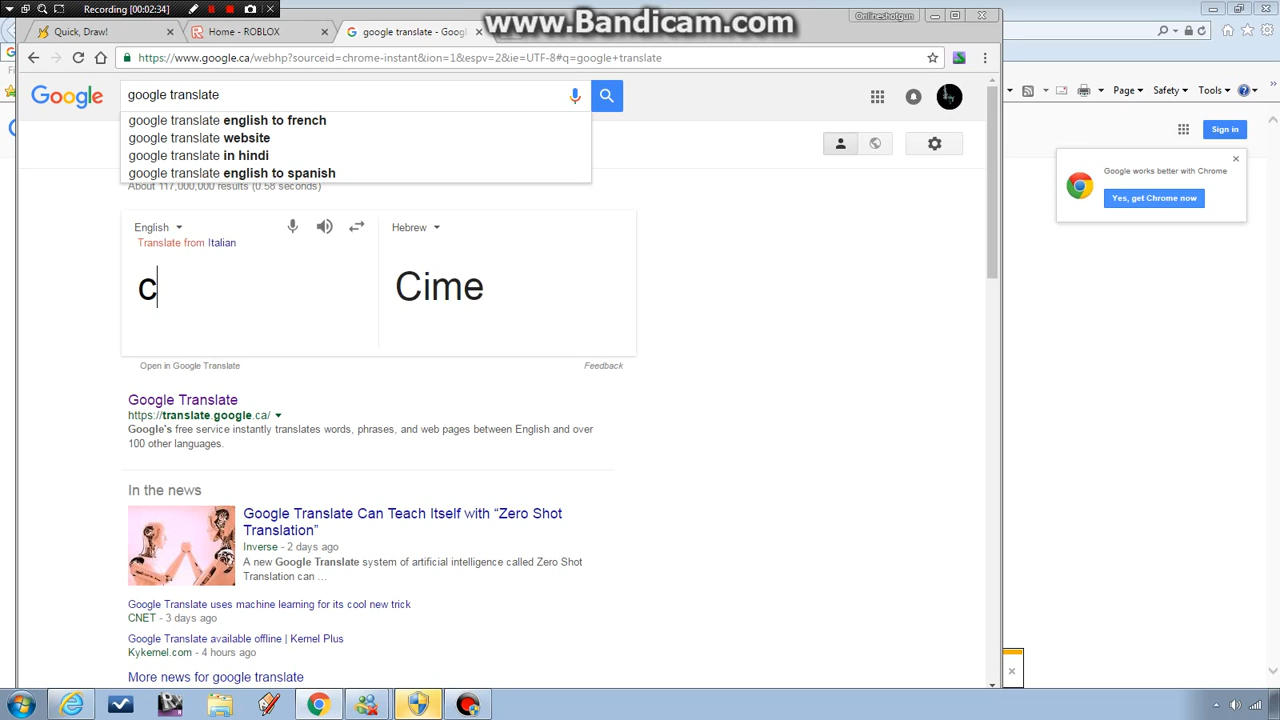 Recording [00:02:34]
www.Bandicam.com
Onlineshotgun
Quick, Draw!
Home - ROBLOX
google translate - Googl
https://www.google.ca/webhp?sourceid=chrome-instant&ion=1&espv=2&ie=UTF-8#q=google+translate
Google
google translate
google translate english to french
google translate website
google translate in hindi
google translate english to spanish
About 117,000,000 results (0.58 seconds)
English
Hebrew
Translate from Italian
c
Cime
Open in Google Translate
Feedback
Google Translate
https://translate.google.ca/
Google's free service instantly translates words, phrases, and web pages between English and over
100 other languages.
In the news
Google Translate Can Teach Itself with “Zero Shot
Translation”
Inverse - 2 days ago
A new Google Translate system of artificial intelligence called Zero Shot
Translation can ...
Google Translate uses machine learning for its cool new trick
CNET - 3 days ago
Google Translate available offline | Kernel Plus
Kykernel.com - 4 hours ago
More news for google translate
Page
Safety
Tools
Sign in
Google works better with Chrome
Yes, get Chrome now